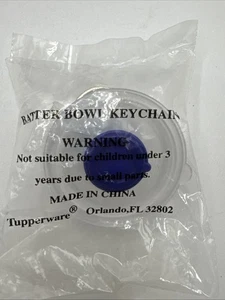 BATTER BOWL KEYCHAIN
WARNING
Not suitable for children under 3
years due to small parts.
MADE IN CHINA
Tupperware® Orlando,FL 32802